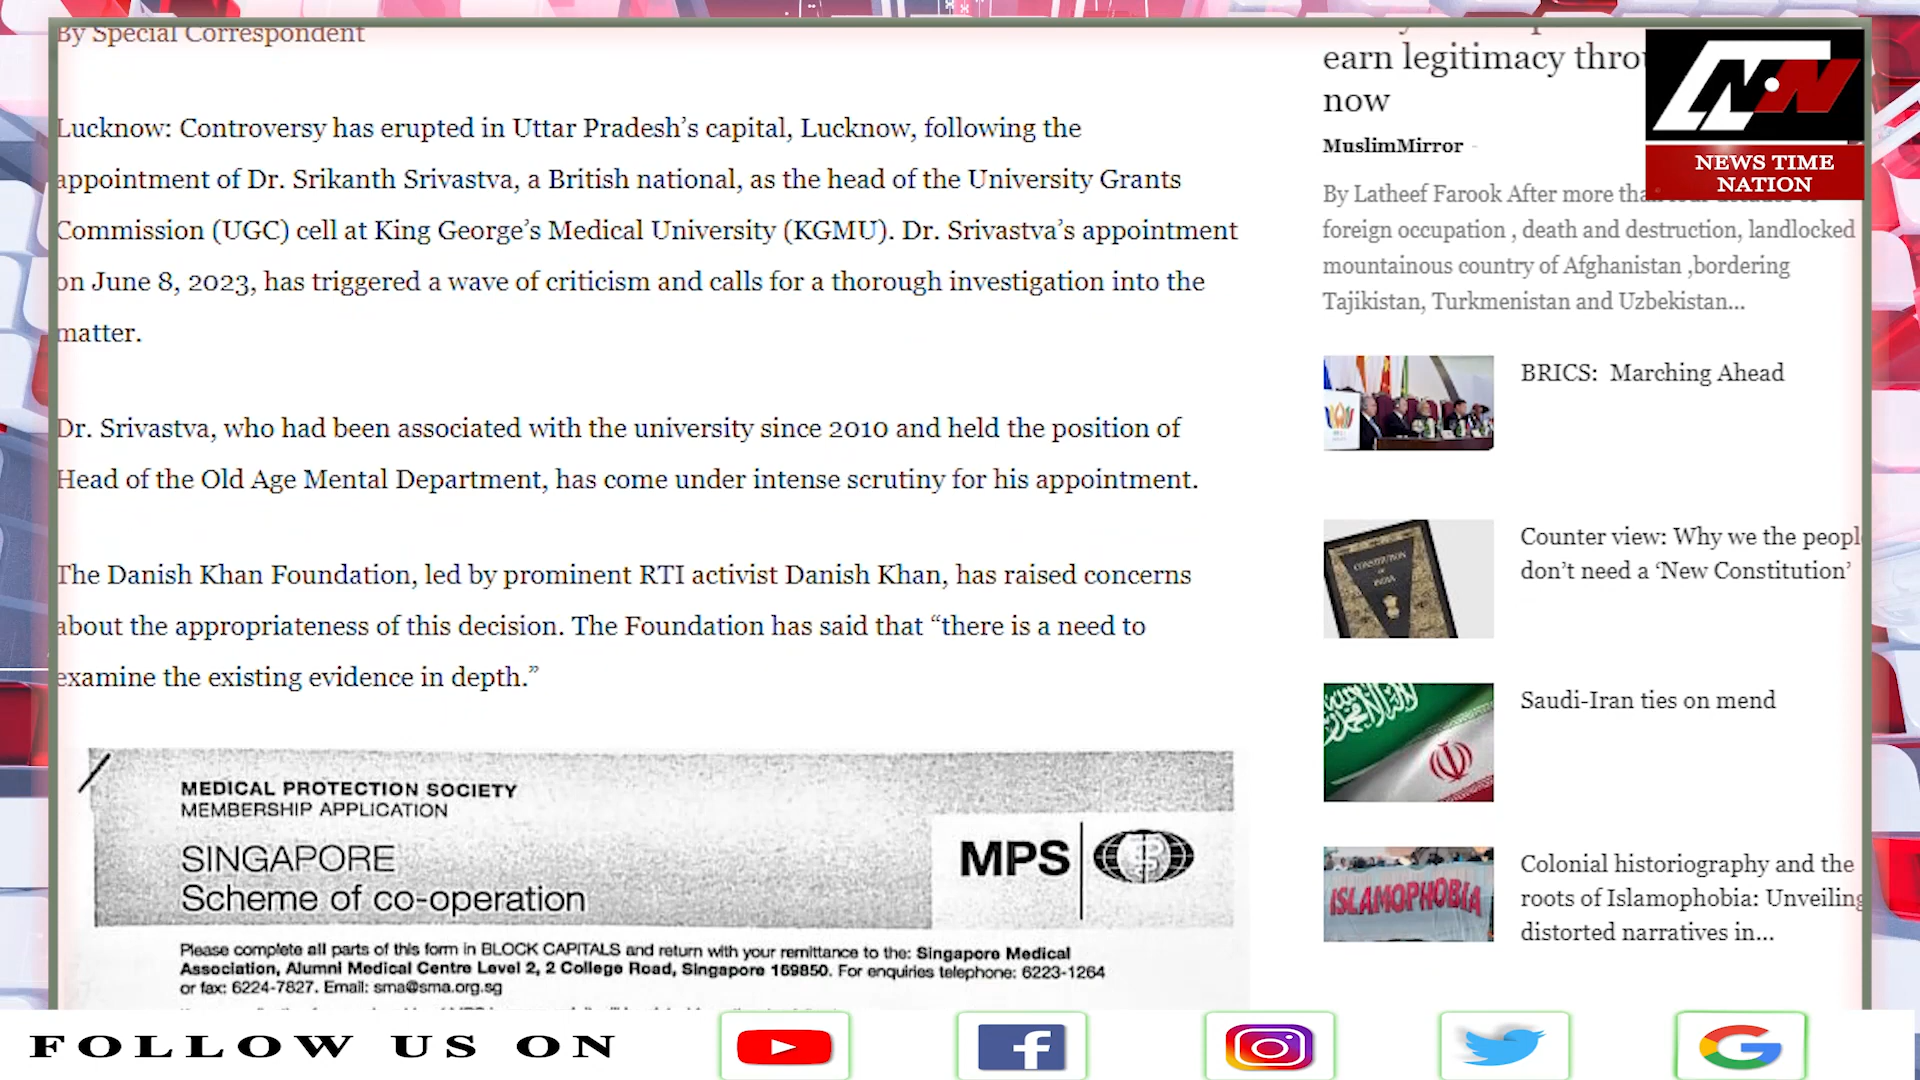 By Special Correspondent
Lucknow: Controversy has erupted in Uttar Pradesh’s capital, Lucknow, following the
appointment of Dr. Srikanth Srivastva, a British national, as the head of the University Grants
Commission (UGC) cell at King George’s Medical University (KGMU). Dr. Srivastva’s appointment
on June 8, 2023, has triggered a wave of criticism and calls for a thorough investigation into the
matter.
Dr. Srivastva, who had been associated with the university since 2010 and held the position of
Head of the Old Age Mental Department, has come under intense scrutiny for his appointment.
The Danish Khan Foundation, led by prominent RTI activist Danish Khan, has raised concerns
about the appropriateness of this decision. The Foundation has said that “there is a need to
examine the existing evidence in depth.”
MEDICAL PROTECTION SOCIETY
MEMBERSHIP APPLICATION
SINGAPORE
Scheme of co-operation
MPS
Please complete all parts of this form in BLOCK CAPITALS and return with your remittance to the: Singapore Medical
Association, Alumni Medical Centre Level 2, 2 College Road, Singapore 169850. For enquiries telephone: 6223-1264
or fax: 6224-7827. Email: sma@sma.org.sg
earn legitimacy
now
MuslimMirror -
By Latheef Farook After more
foreign occupation , death and destruction, landlocked
mountainous country of Afghanistan ,bordering
Tajikistan, Turkmenistan and Uzbekistan...
BRICS: Marching Ahead
Counter view: Why we the peopl
don’t need a ‘New Constitution’
CONSTITUTION
OF
INDIA
Saudi-Iran ties on mend
Colonial historiography and the
roots of Islamophobia: Unveiling
distorted narratives in...
ISLAMOPHOBIA
NN
NEWS TIME
NATION
FOLLOW US ON